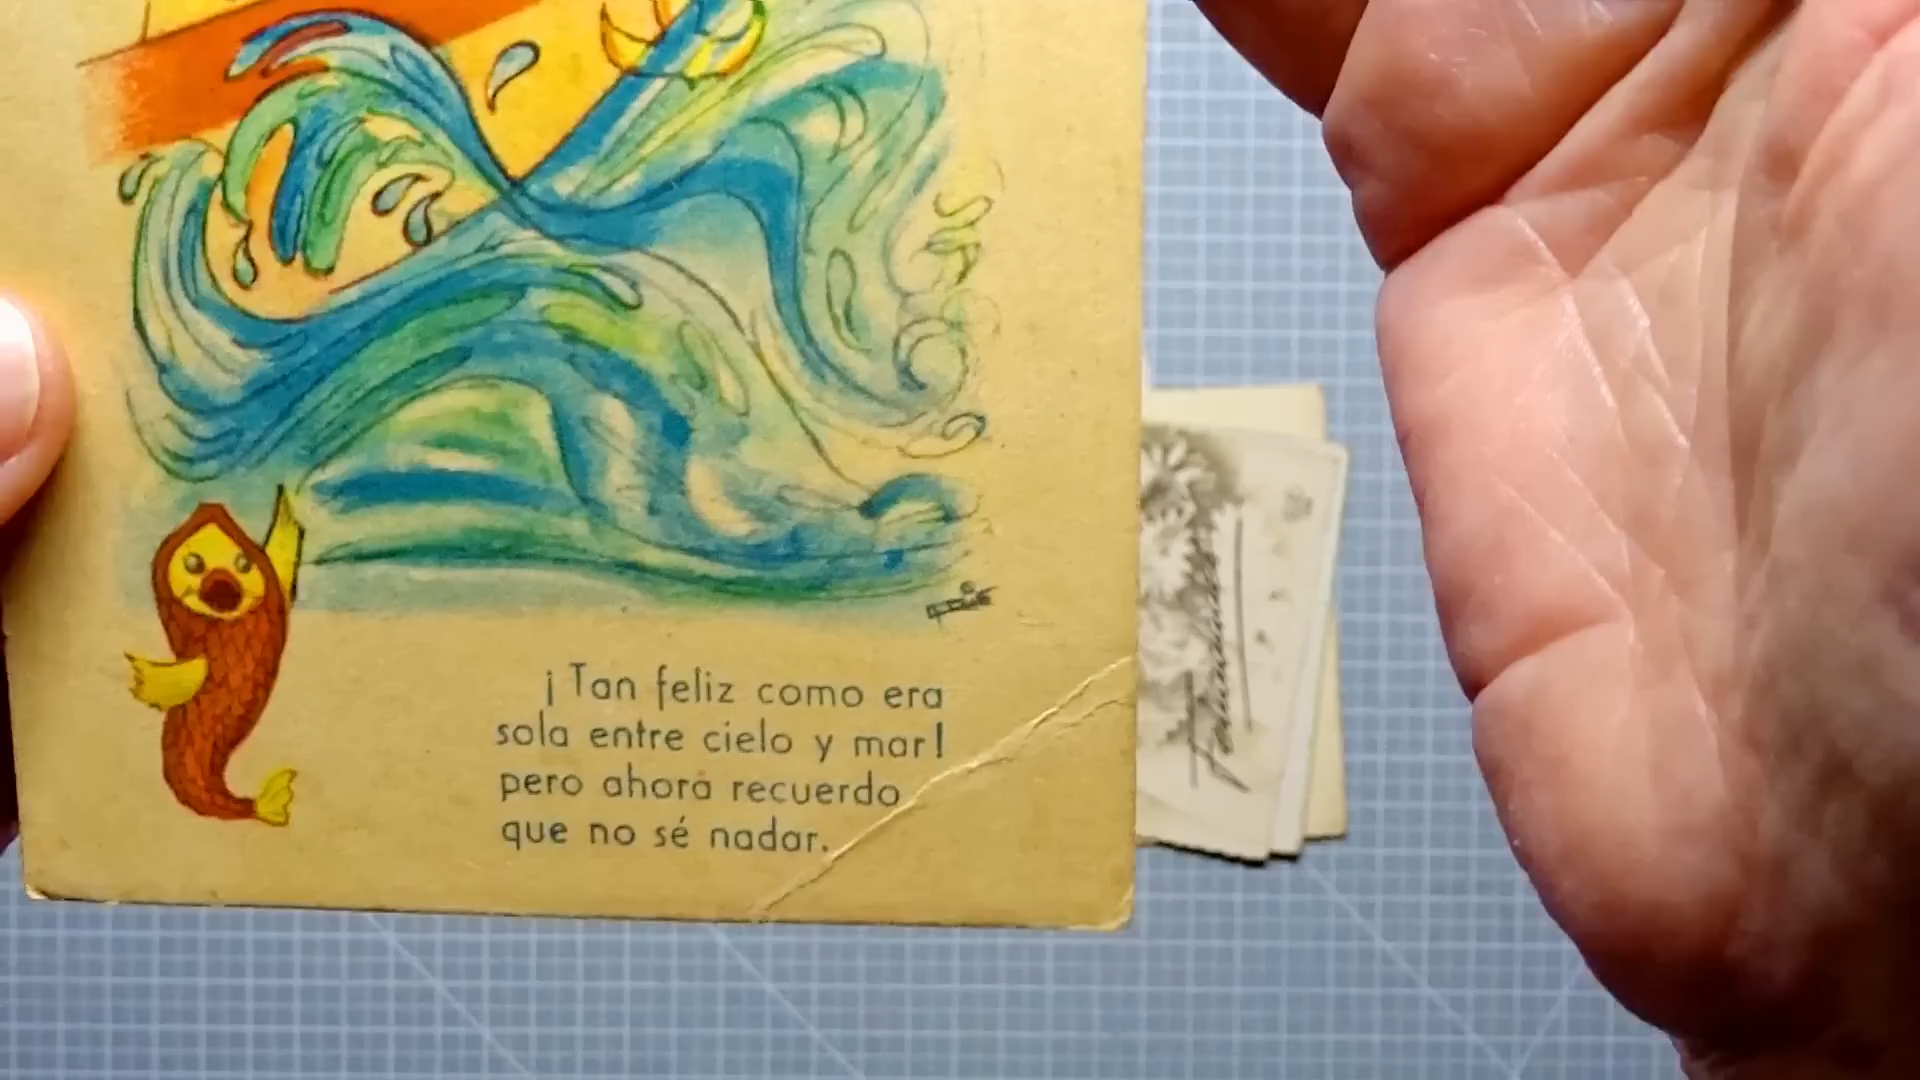 ¡Tan feliz como era
sola entre cielo y mar!
pero ahora recuerdo
que no sé nadar.